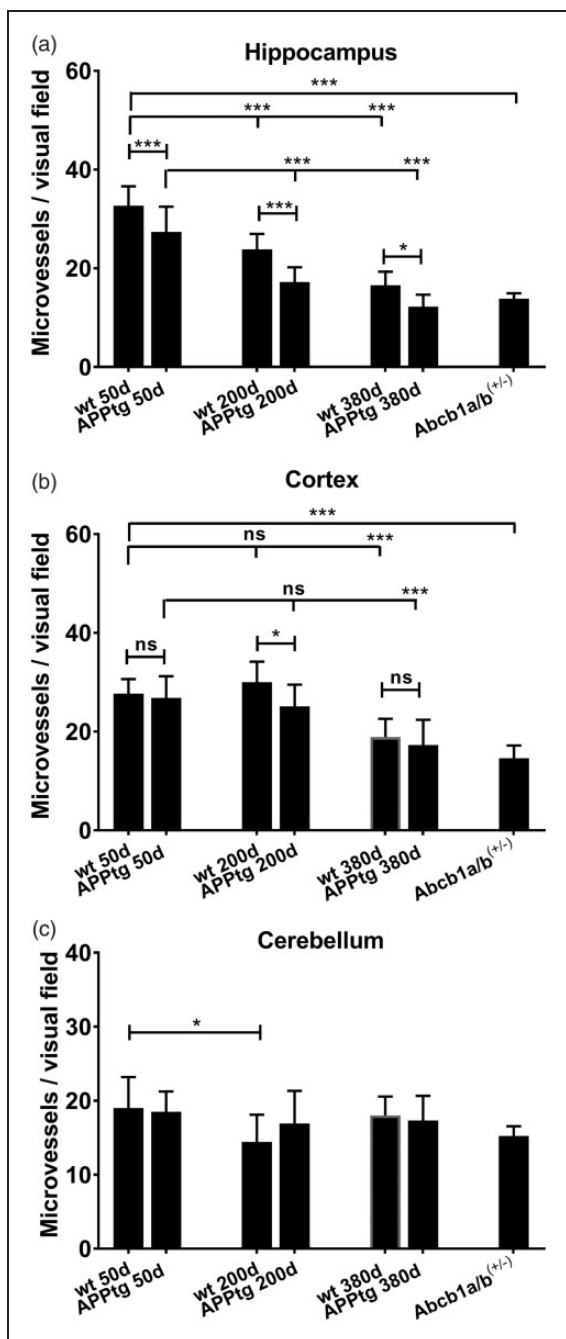 (a)
Hippocampus
Microvessels / visual field
60
40
20
0
***
*** ***
***
*** ***
***
*
wt 50d
APPtg 50d
wt 200d
APPtg 200d
wt 380d
APPtg 380d
Abcb1a/b(+/-)
(b)
Cortex
Microvessels / visual field
60
40
20
0
***
ns ***
ns ***
ns
*
ns
wt 50d
APPtg 50d
wt 200d
APPtg 200d
wt 380d
APPtg 380d
Abcb1a/b(+/-)
(c)
Cerebellum
Microvessels / visual field
40
30
20
10
0
*
wt 50d
APPtg 50d
wt 200d
APPtg 200d
wt 380d
APPtg 380d
Abcb1a/b(+/-)